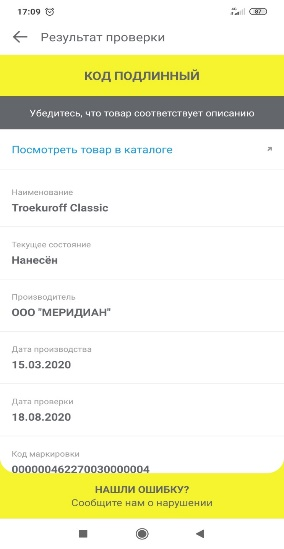 17:09
87
Результат проверки
КОД ПОДЛИННЫЙ
Убедитесь, что товар соответствует описанию
Посмотреть товар в каталоге
Наименование
Troekuroff Classic
Текущее состояние
Нанесён
Производитель
ООО "МЕРИДИАН"
Дата производства
15.03.2020
Дата проверки
18.08.2020
Код маркировки
000000462270030000004
НАШЛИ ОШИБКУ?
Сообщите нам о нарушении